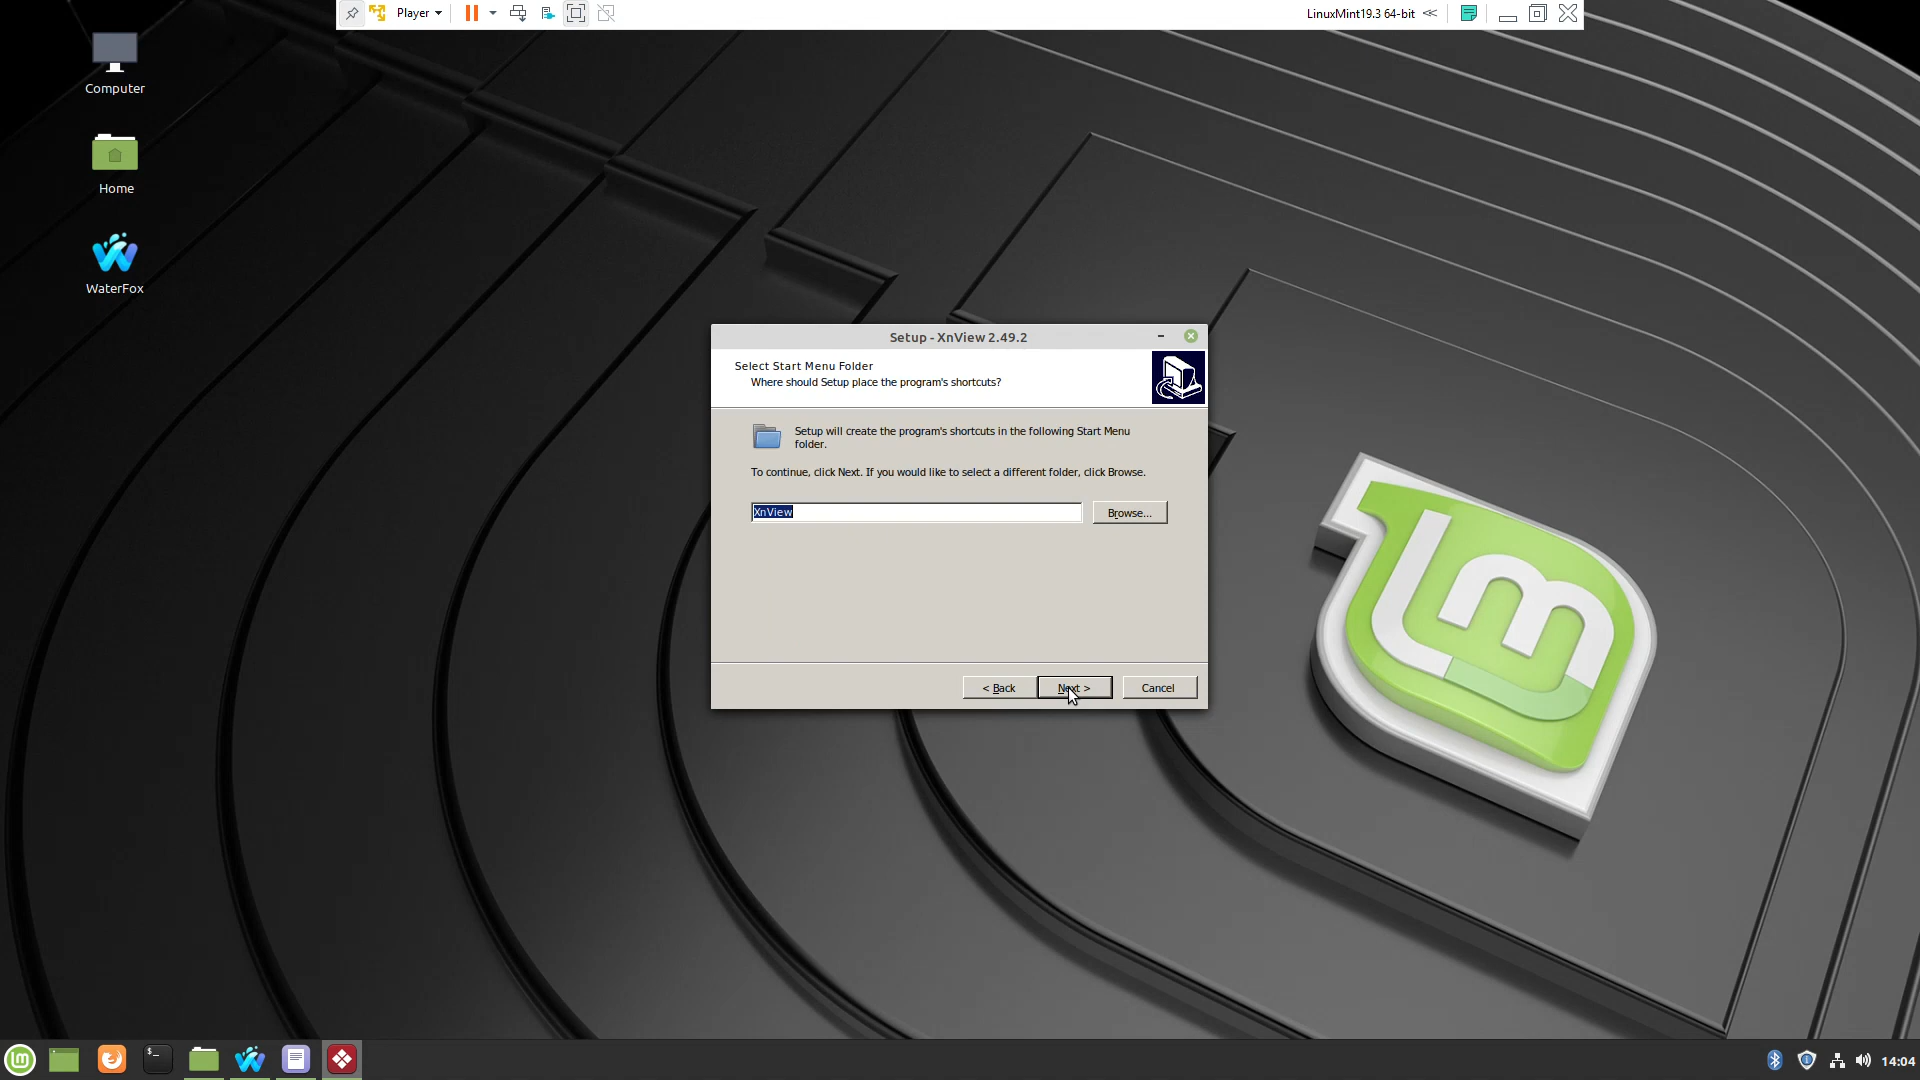 Player
LinuxMint19.3 64-bit
Computer
Home
WaterFox
Setup - XnView 2.49.2
Select Start Menu Folder
Where should Setup place the program's shortcuts?
Setup will create the program's shortcuts in the following Start Menu
folder.
To continue, click Next. If you would like to select a different folder, click Browse.
XnView
Browse...
< Back
Next >
Cancel
14:04